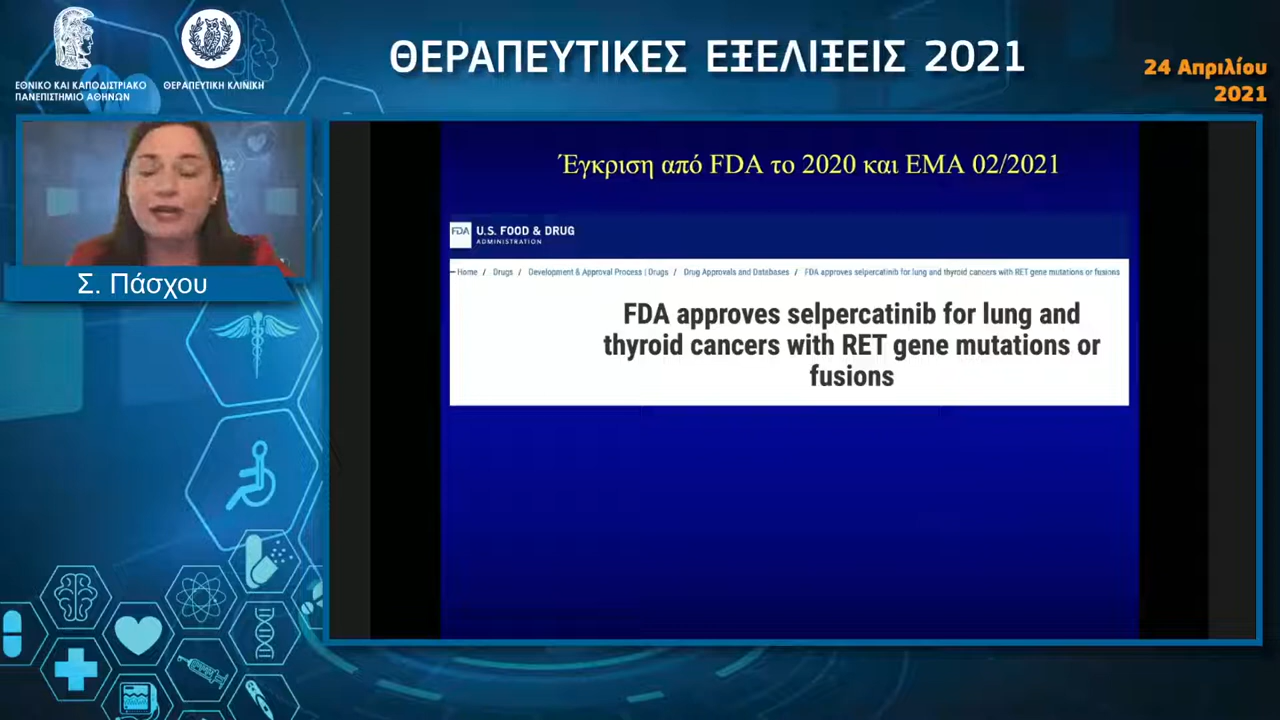 ΕΘΝΙΚΟ ΚΑΙ ΚΑΠΟΔΙΣΤΡΙΑΚΟ
ΠΑΝΕΠΙΣΤΗΜΙΟ ΑΘΗΝΩΝ
ΘΕΡΑΠΕΥΤΙΚΗ ΚΛΙΝΙΚΗ
ΘΕΡΑΠΕΥΤΙΚΕΣ ΕΞΕΛΙΞΕΙΣ 2021
24 Απριλίου
2021
Σ. Πάσχου
Έγκριση από FDA το 2020 και EMA 02/2021
FDA U.S. FOOD & DRUG
ADMINISTRATION
Home / Drugs / Development & Approval Process | Drugs / Drug Approvals and Databases / FDA approves selpercatinib for lung and thyroid cancers with RET gene mutations or fusions
FDA approves selpercatinib for lung and
thyroid cancers with RET gene mutations or
fusions